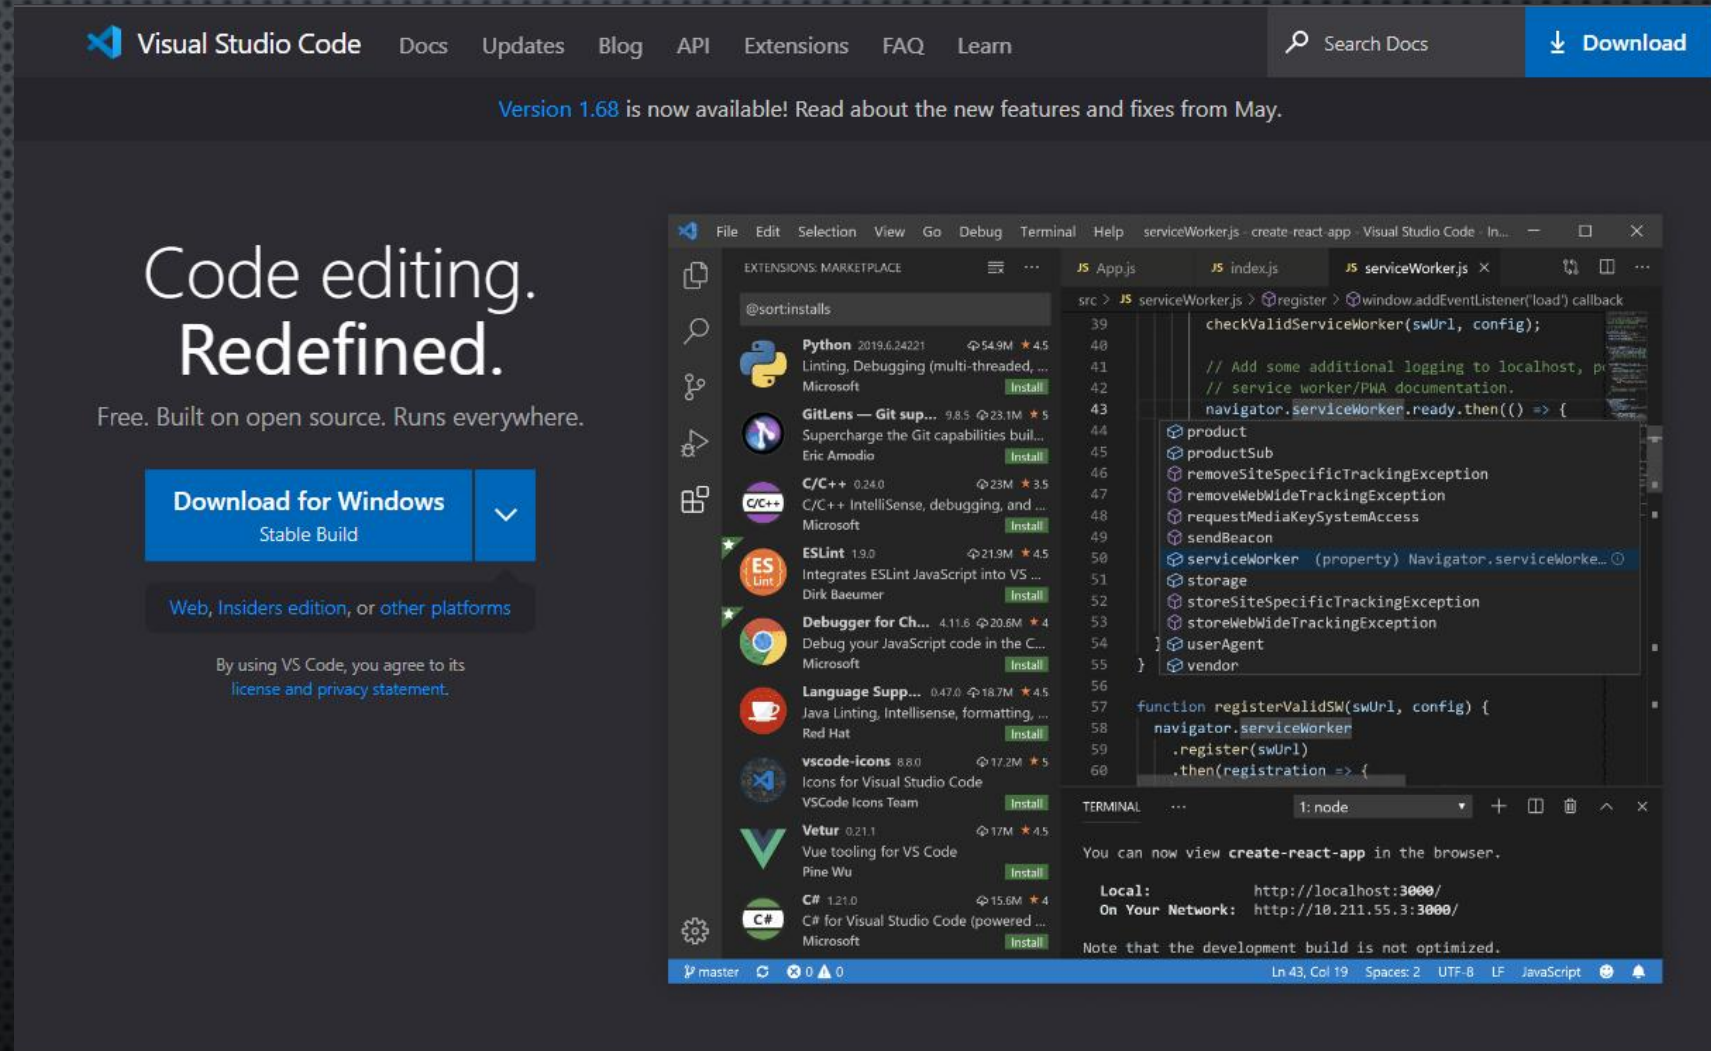 Visual Studio Code Docs Updates Blog API Extensions FAQ Learn Search Docs Download
Version 1.68 is now available! Read about the new features and fixes from May.
Code editing.
Redefined.
Free. Built on open source. Runs everywhere.
Download for Windows
Stable Build
Web, Insiders edition, or other platforms
By using VS Code, you agree to its
license and privacy statement.
File Edit Selection View Go Debug Terminal Help serviceWorker.js - create-react-app - Visual Studio Code - In...
EXTENSIONS: MARKETPLACE
@sort:installs
Python 2019.6.24221 54.9M 4.5
Linting, Debugging (multi-threaded, ...
Microsoft Install
GitLens — Git sup... 9.8.5 23.1M 5
Supercharge the Git capabilities buil...
Eric Amodio Install
C/C++ 0.24.0 23M 3.5
C/C++
C/C++ IntelliSense, debugging, and ...
Microsoft Install
ESLint 1.9.0 21.9M 4.5
ES
Lint
Integrates ESLint JavaScript into VS ...
Dirk Baeumer Install
Debugger for Ch... 4.11.6 20.6M 4
Debug your JavaScript code in the C...
Microsoft Install
Language Supp... 0.47.0 18.7M 4.5
Java Linting, Intellisense, formatting, ...
Red Hat Install
vscode-icons 8.8.0 17.2M 5
Icons for Visual Studio Code
VSCode Icons Team Install
Vetur 0.21.1 17M 4.5
Vue tooling for VS Code
Pine Wu Install
C# 1.21.0 15.6M 4
C#
C# for Visual Studio Code (powered ...
Microsoft Install
JS App.js JS index.js JS serviceWorker.js
src > JS serviceWorker.js > register > window.addEventListener('load') callback
39 checkValidServiceWorker(swUrl, config);
40
41 // Add some additional logging to localhost, po
42 // service worker/PWA documentation.
43 navigator.serviceWorker.ready.then(() => {
44 product
45 productSub
46 removeSiteSpecificTrackingException
47 removeWebWideTrackingException
48 requestMediaKeySystemAccess
49 sendBeacon
50 serviceWorker (property) Navigator.serviceWorke...
51 storage
52 storeSiteSpecificTrackingException
53 storeWebWideTrackingException
54 } userAgent
55 } vendor
56
57 function registerValidSW(swUrl, config) {
58 navigator.serviceWorker
59 .register(swUrl)
60 .then(registration => {
TERMINAL ... 1: node
You can now view create-react-app in the browser.
Local: http://localhost:3000/
On Your Network: http://10.211.55.3:3000/
Note that the development build is not optimized.
master 0 0 Ln 43, Col 19 Spaces: 2 UTF-8 LF JavaScript